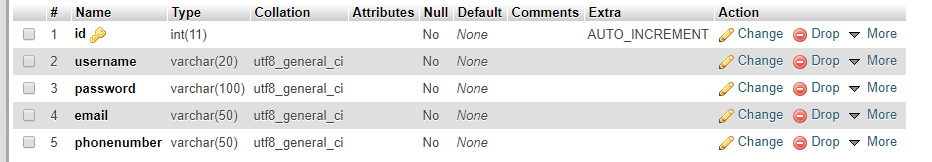 # Name Type Collation Attributes Null Default Comments Extra Action
1 id int(11) No None AUTO_INCREMENT Change Drop More
2 username varchar(20) utf8_general_ci No None Change Drop More
3 password varchar(100) utf8_general_ci No None Change Drop More
4 email varchar(50) utf8_general_ci No None Change Drop More
5 phonenumber varchar(50) utf8_general_ci No None Change Drop More